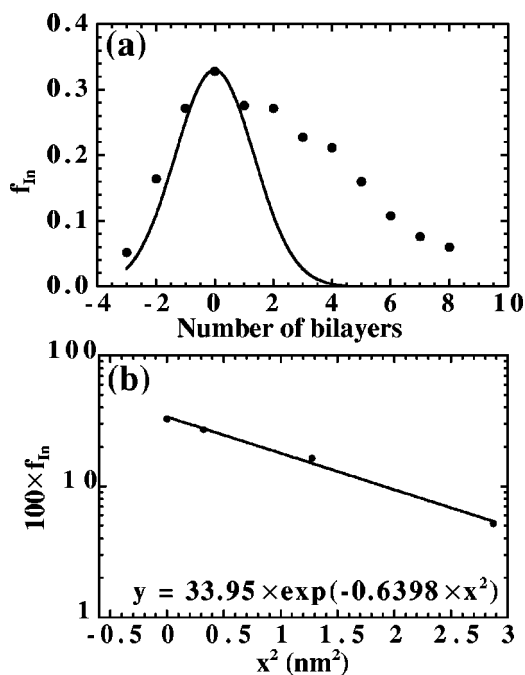 (a)
0.4
0.3
0.2
0.1
0.0
f_In
-4 -2 0 2 4 6 8 10
Number of bilayers
(b)
100
10
1
100×f_In
y = 33.95 ×exp(-0.6398 ×x²)
-0.5 0 0.5 1 1.5 2 2.5 3
x² (nm²)